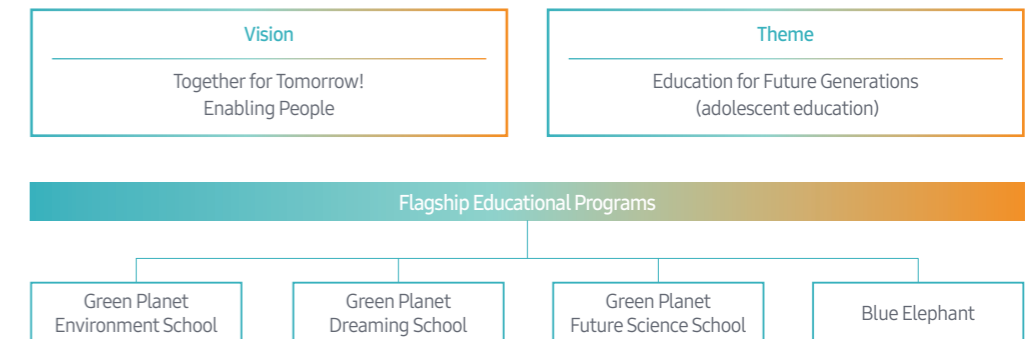 Vision
Together for Tomorrow!
Enabling People
Theme
Education for Future Generations
(adolescent education)
Flagship Educational Programs
Green Planet
Environment School
Green Planet
Dreaming School
Green Planet
Future Science School
Blue Elephant